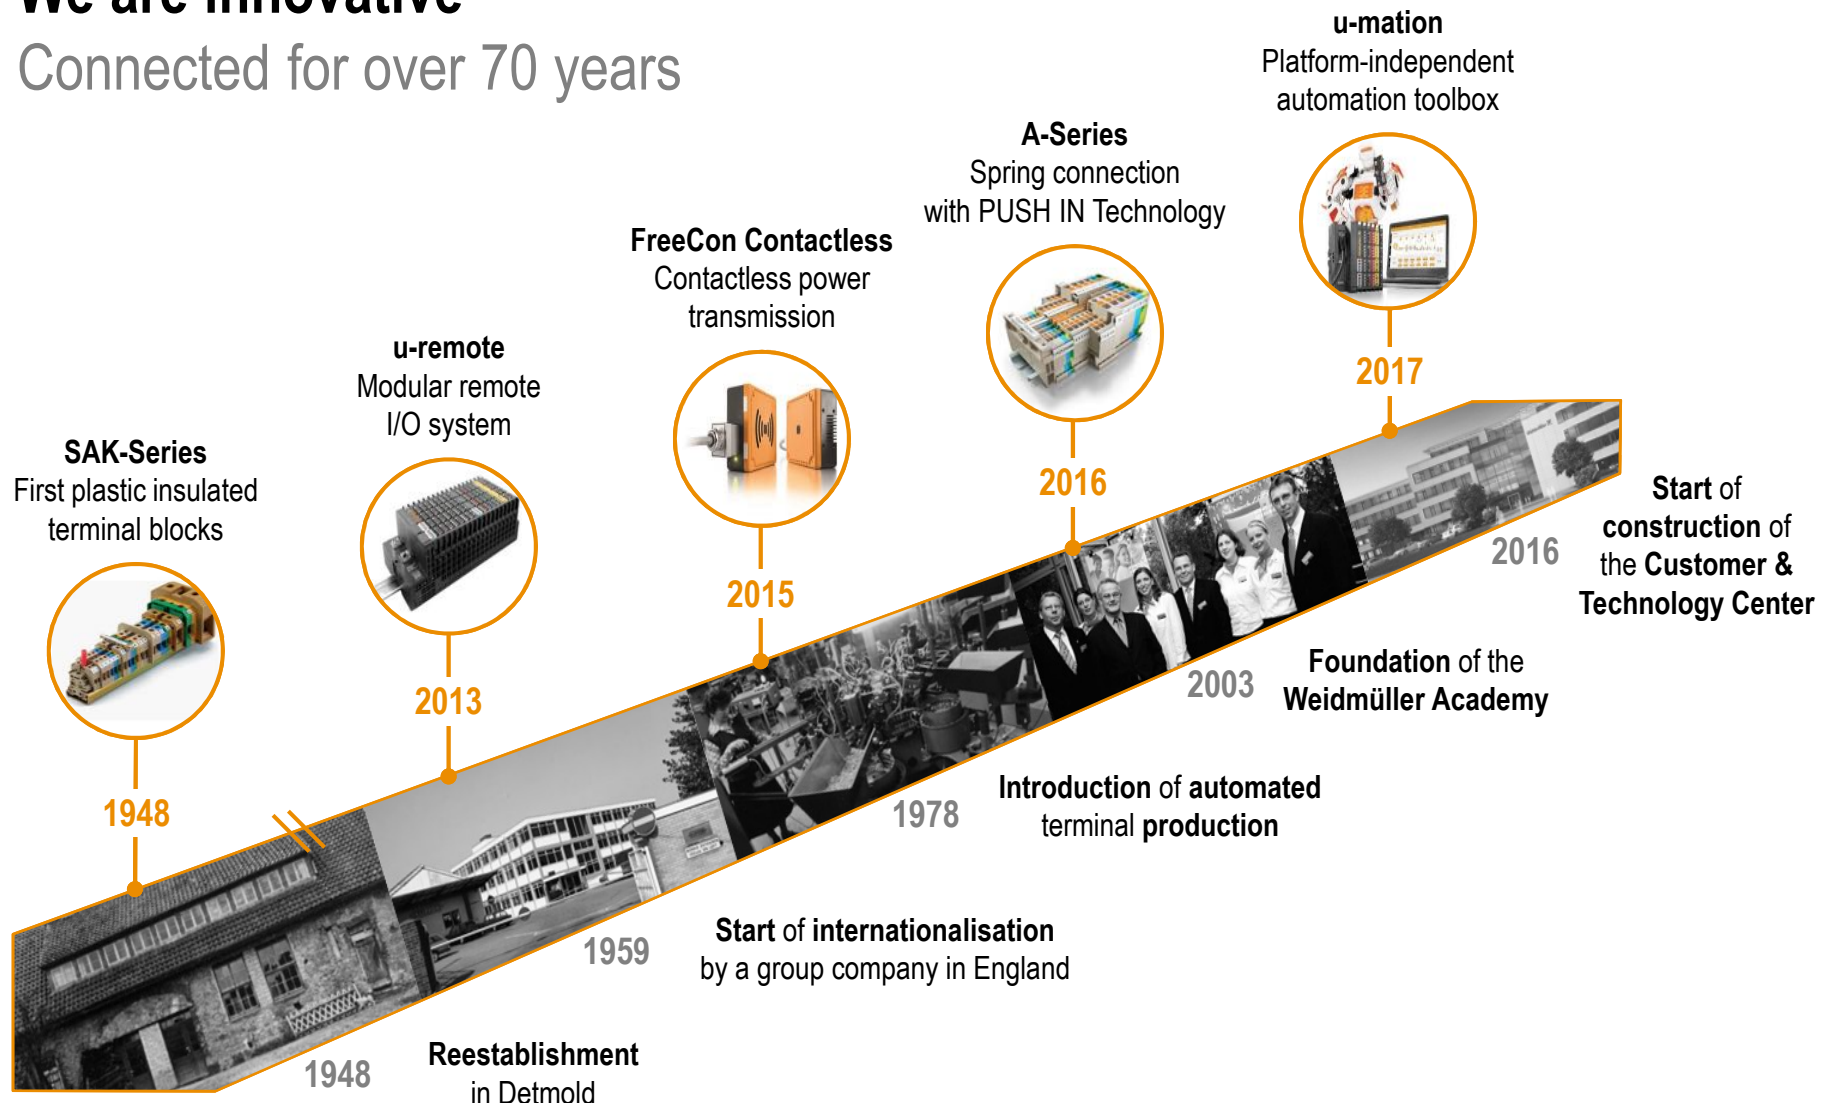 We are innovative
Connected for over 70 years
u-mation
Platform-independent
automation toolbox
A-Series
Spring connection
with PUSH IN Technology
FreeCon Contactless
Contactless power
transmission
u-remote
Modular remote
I/O system
SAK-Series
First plastic insulated
terminal blocks
2017
2016
2015
2013
1948
2016
Start of
construction of
the Customer &
Technology Center
2003
Foundation of the
Weidmüller Academy
1978
Introduction of automated
terminal production
1959
Start of internationalisation
by a group company in England
1948
Reestablishment
in Detmold